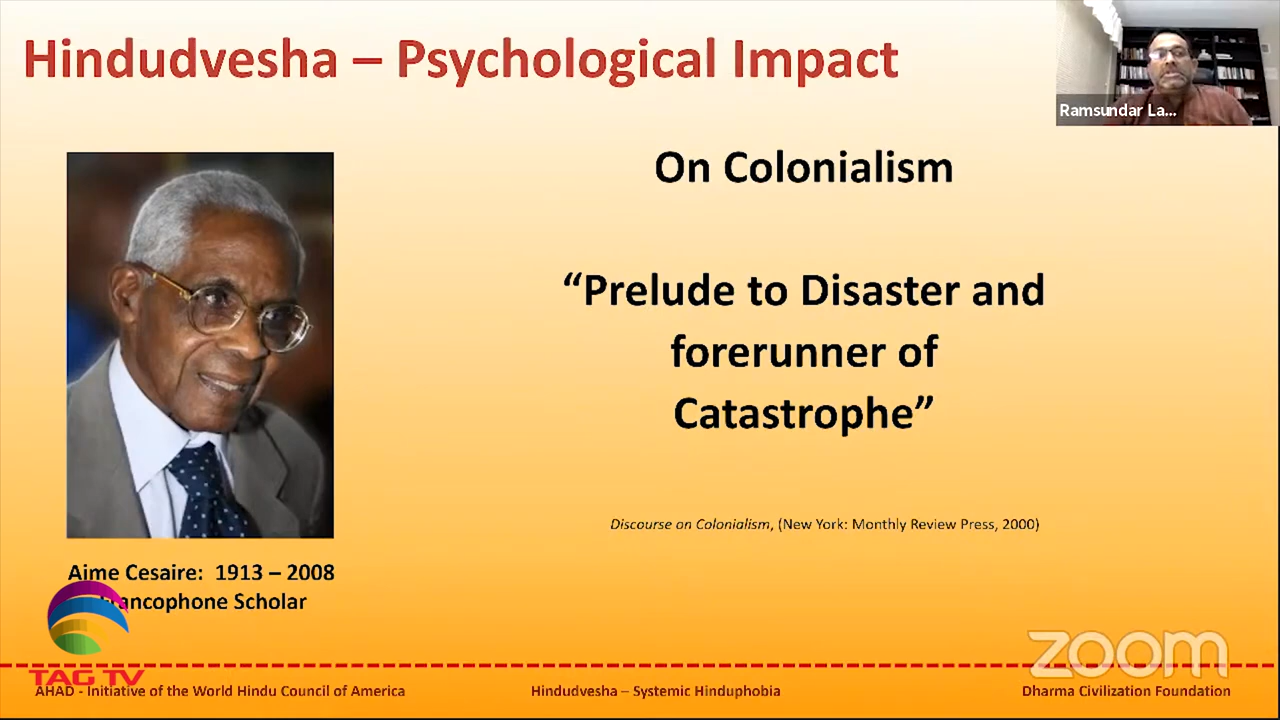 Hindudvesha – Psychological Impact
Ramsundar La...
On Colonialism
“Prelude to Disaster and
forerunner of
Catastrophe”
Discourse on Colonialism, (New York: Monthly Review Press, 2000)
Aime Cesaire: 1913 – 2008
rancophone Scholar
TAG TV
zoom
AHAD - Initiative of the World Hindu Council of America
Hindudvesha – Systemic Hinduphobia
Dharma Civilization Foundation